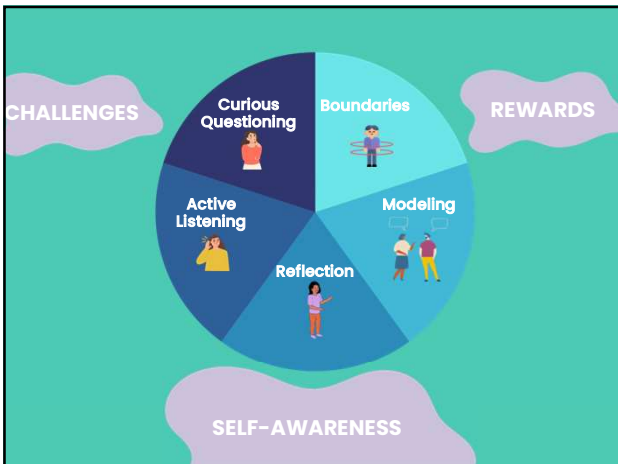 CHALLENGES
REWARDS
Curious
Questioning
Boundaries
Active
Listening
Modeling
Reflection
SELF-AWARENESS